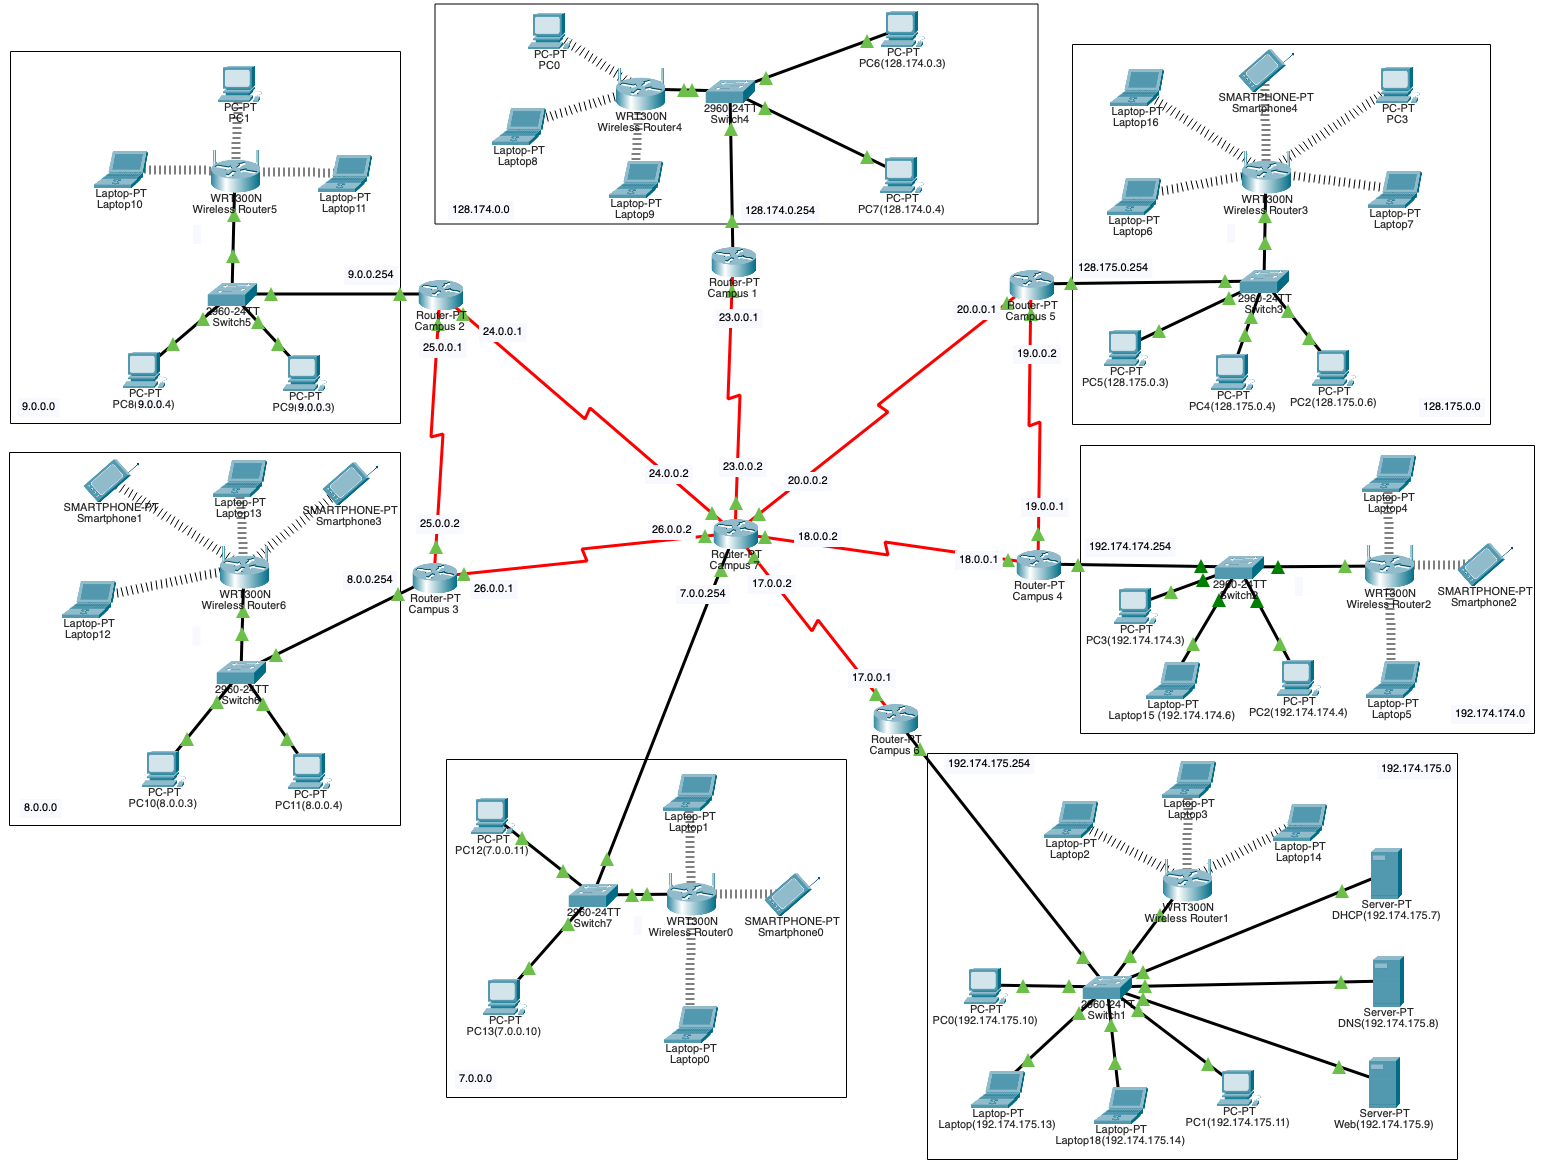 PC-PT
PC1
Laptop-PT
Laptop10
WRT300N
Wireless Router5
Laptop-PT
Laptop11
9.0.0.254
2960-24TT
Switch5
PC-PT
PC8(9.0.0.4)
PC-PT
PC9(9.0.0.3)
9.0.0.0
PC-PT
PC0
PC-PT
PC6(128.174.0.3)
WRT300N
Wireless Router4
2960-24TT
Switch4
Laptop-PT
Laptop8
Laptop-PT
Laptop9
PC-PT
PC7(128.174.0.4)
128.174.0.0
128.174.0.254
SMARTPHONE-PT
Smartphone4
Laptop-PT
Laptop16
PC-PT
PC3
WRT300N
Wireless Router3
Laptop-PT
Laptop6
Laptop-PT
Laptop7
128.175.0.254
2960-24TT
Switch3
PC-PT
PC5(128.175.0.3)
PC-PT
PC4(128.175.0.4)
PC-PT
PC2(128.175.0.6)
128.175.0.0
Router-PT
Campus 2
24.0.0.1
25.0.0.1
Router-PT
Campus 1
23.0.0.1
Router-PT
Campus 5
20.0.0.1
19.0.0.2
24.0.0.2
23.0.0.2
20.0.0.2
25.0.0.2
26.0.0.2
18.0.0.2
19.0.0.1
18.0.0.1
Router-PT
Campus 7
17.0.0.2
7.0.0.254
Router-PT
Campus 3
26.0.0.1
8.0.0.254
Router-PT
Campus 4
192.174.174.254
SMARTPHONE-PT
Smartphone1
Laptop-PT
Laptop13
SMARTPHONE-PT
Smartphone3
WRT300N
Wireless Router6
Laptop-PT
Laptop12
2960-24TT
Switch6
PC-PT
PC10(8.0.0.3)
PC-PT
PC11(8.0.0.4)
8.0.0.0
Laptop-PT
Laptop4
2960-24TT
Switch2
WRT300N
Wireless Router2
SMARTPHONE-PT
Smartphone2
PC-PT
PC3(192.174.174.3)
Laptop-PT
Laptop15 (192.174.174.6)
PC-PT
PC2(192.174.174.4)
Laptop-PT
Laptop5
192.174.174.0
17.0.0.1
Router-PT
Campus 6
192.174.175.254
192.174.175.0
Laptop-PT
Laptop1
PC-PT
PC12(7.0.0.11)
2960-24TT
Switch7
WRT300N
Wireless Router0
SMARTPHONE-PT
Smartphone0
PC-PT
PC13(7.0.0.10)
Laptop-PT
Laptop0
7.0.0.0
Laptop-PT
Laptop3
Laptop-PT
Laptop2
Laptop-PT
Laptop14
WRT300N
Wireless Router1
Server-PT
DHCP(192.174.175.7)
PC-PT
PC0(192.174.175.10)
2960-24TT
Switch1
Server-PT
DNS(192.174.175.8)
Laptop-PT
Laptop(192.174.175.13)
Laptop-PT
Laptop18(192.174.175.14)
PC-PT
PC1(192.174.175.11)
Server-PT
Web(192.174.175.9)